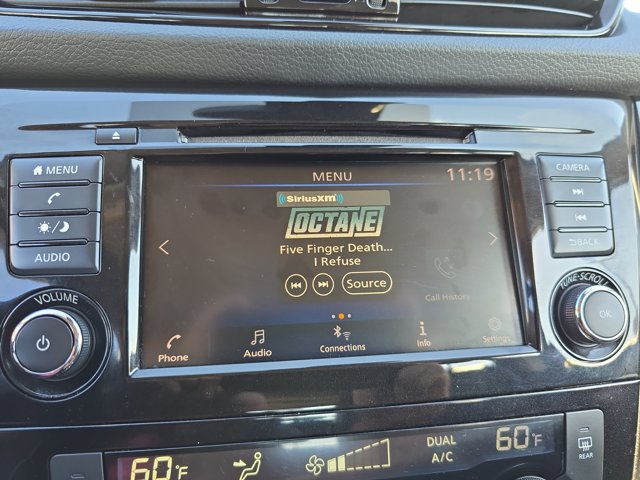 MENU
CAMERA
AUDIO
BACK
VOLUME
TUNE·SCROLL
OK
MENU 11:19
((SiriusXM))
OCTANE
Five Finger Death...
I Refuse
Source
Call History
Phone Audio Connections Info Settings
60°F
DUAL
A/C
60°F
REAR